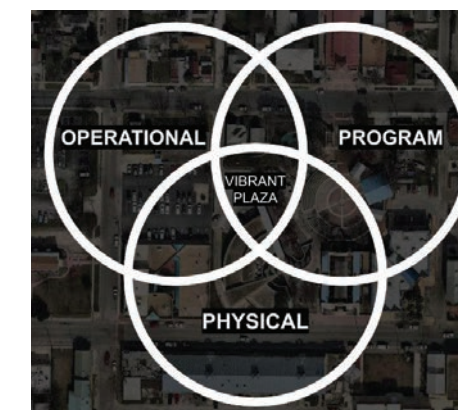 OPERATIONAL
PROGRAM
VIBRANT
PLAZA
PHYSICAL